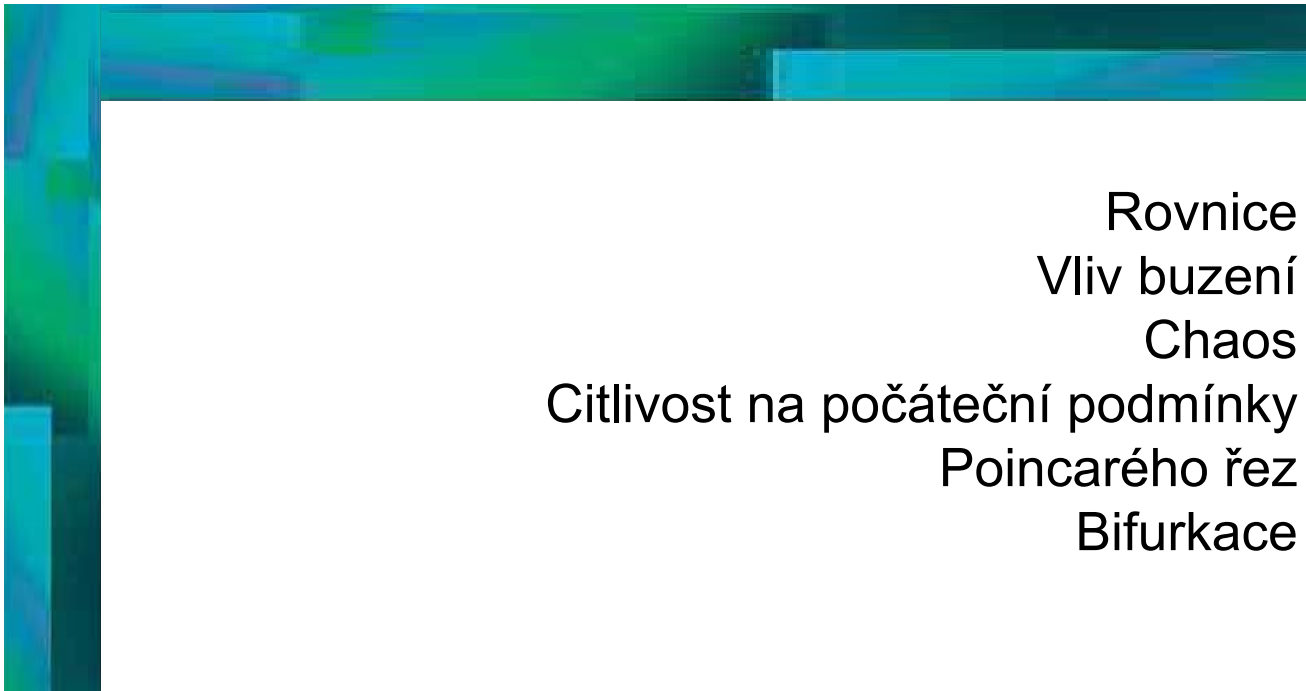 Rovnice
Vliv buzení
Chaos
Citlivost na počáteční podmínky
Poincarého řez
Bifurkace